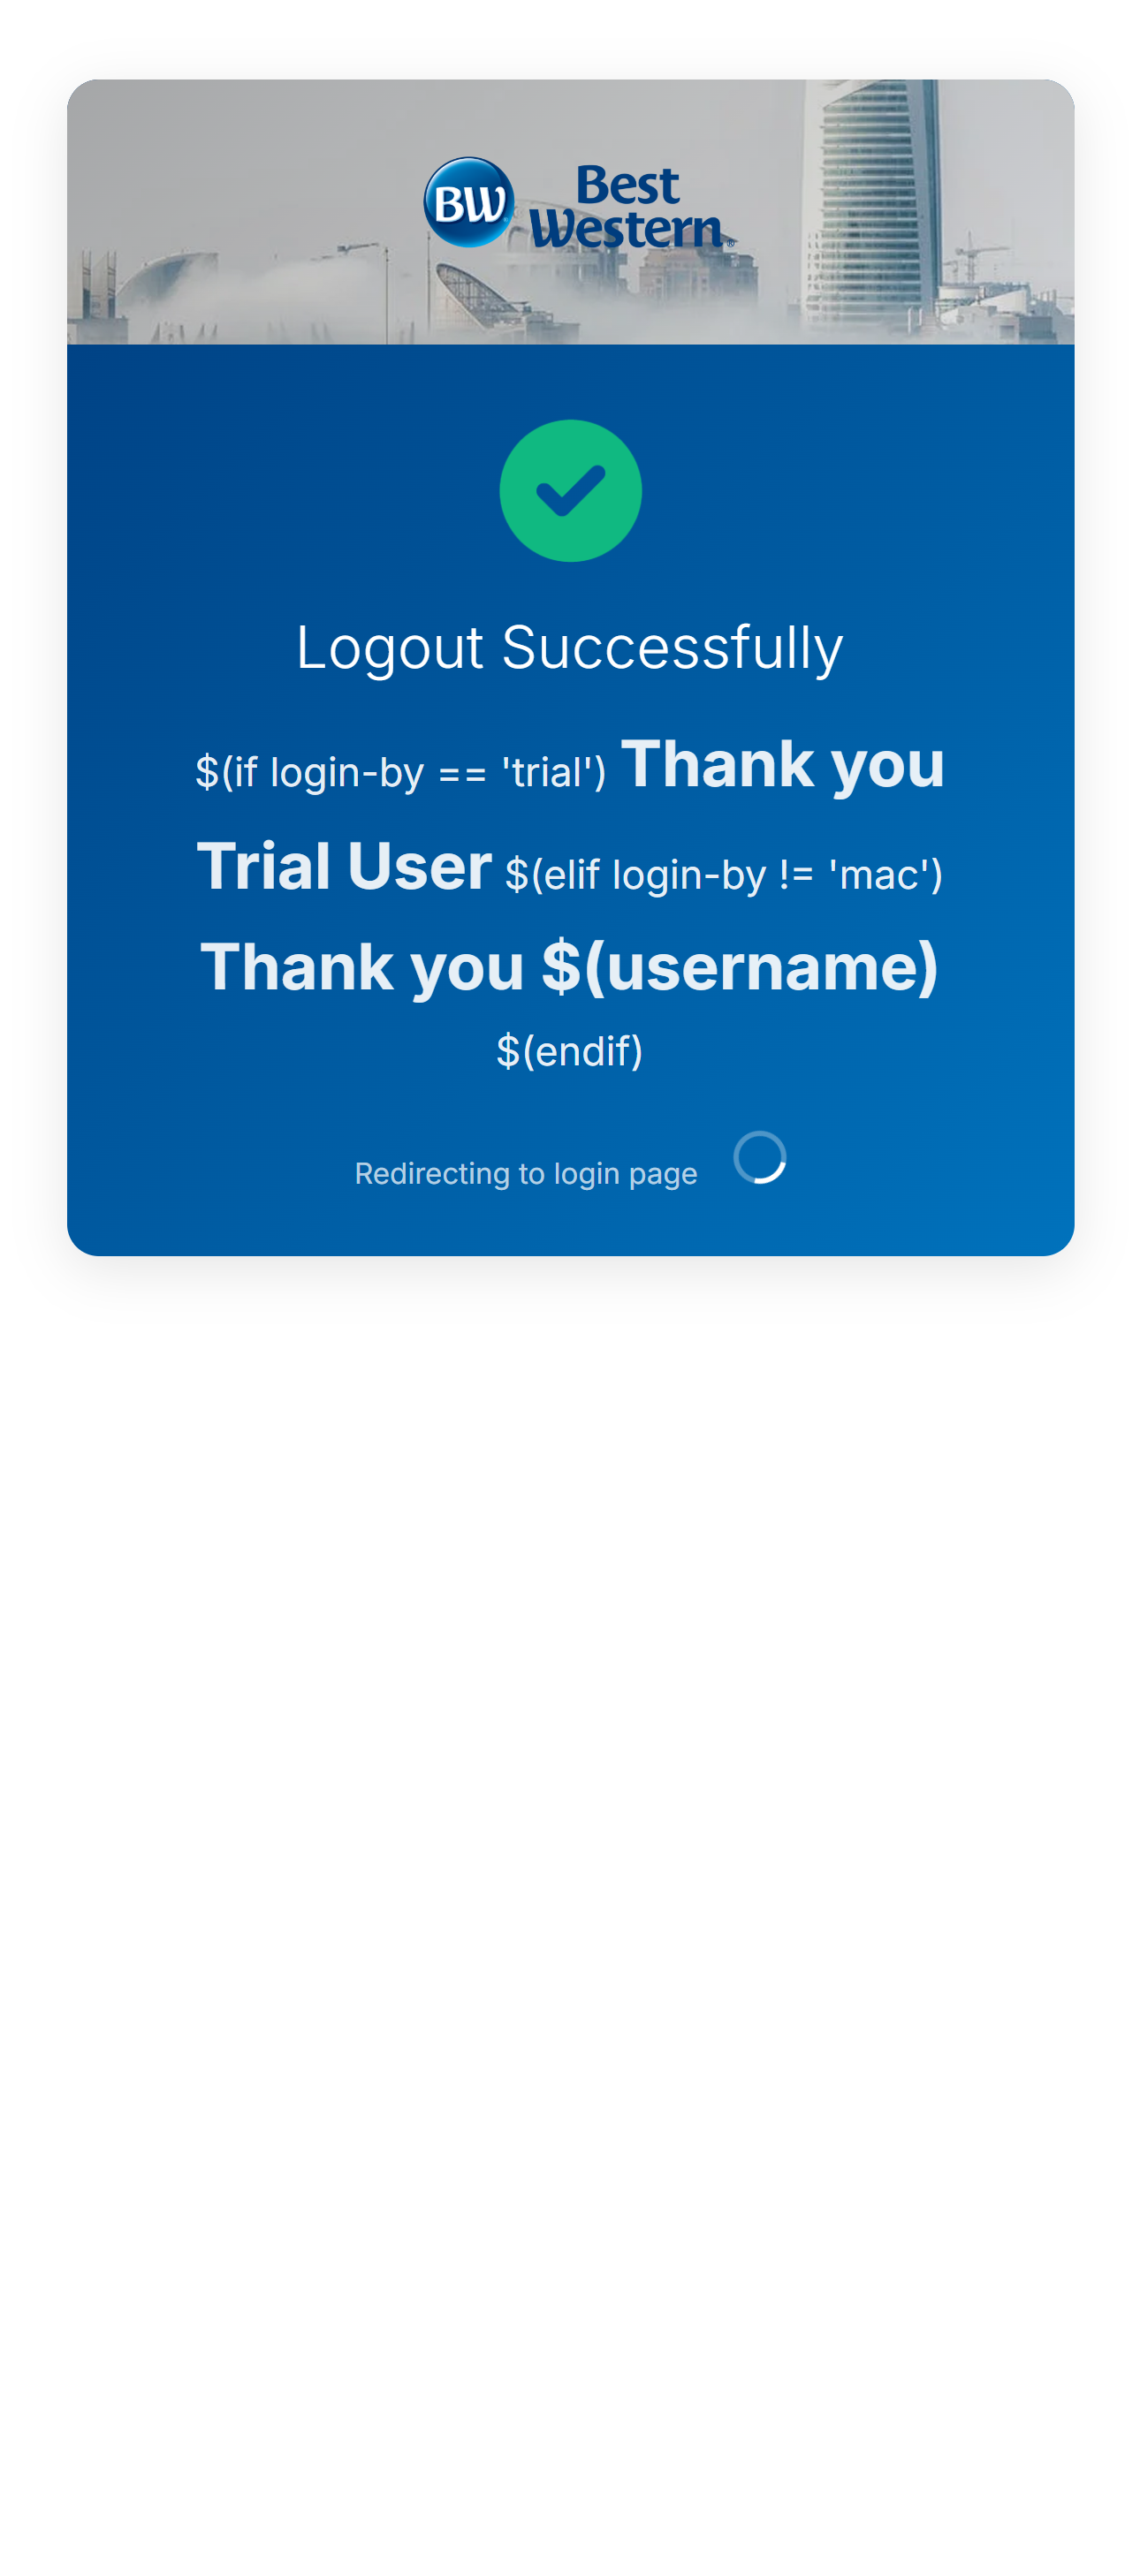 BW
Best
Western®
Logout Successfully
$(if login-by == 'trial') Thank you
Trial User $(elif login-by != 'mac')
Thank you $(username)
$(endif)
Redirecting to login page